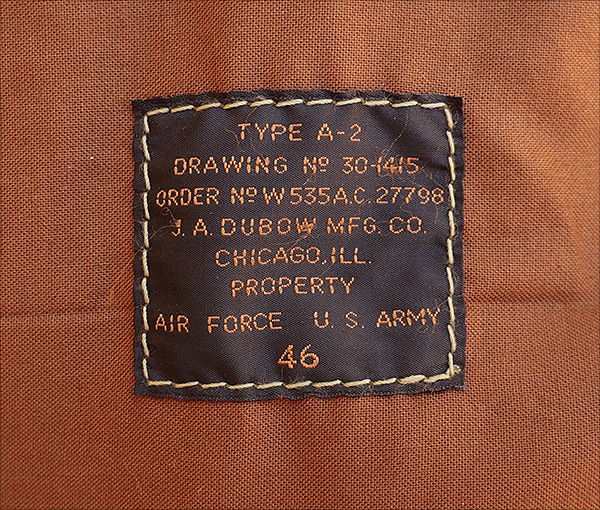 TYPE A-2
DRAWING Nº 30-1415
ORDER Nº W535A.C.27798
J. A. DUBOW MFG. CO.
CHICAGO, ILL.
PROPERTY
AIR FORCE U. S. ARMY
46